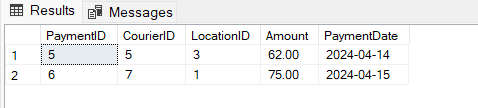 Results Messages
PaymentID CourierID LocationID Amount PaymentDate
1 5 5 3 62.00 2024-04-14
2 6 7 1 75.00 2024-04-15